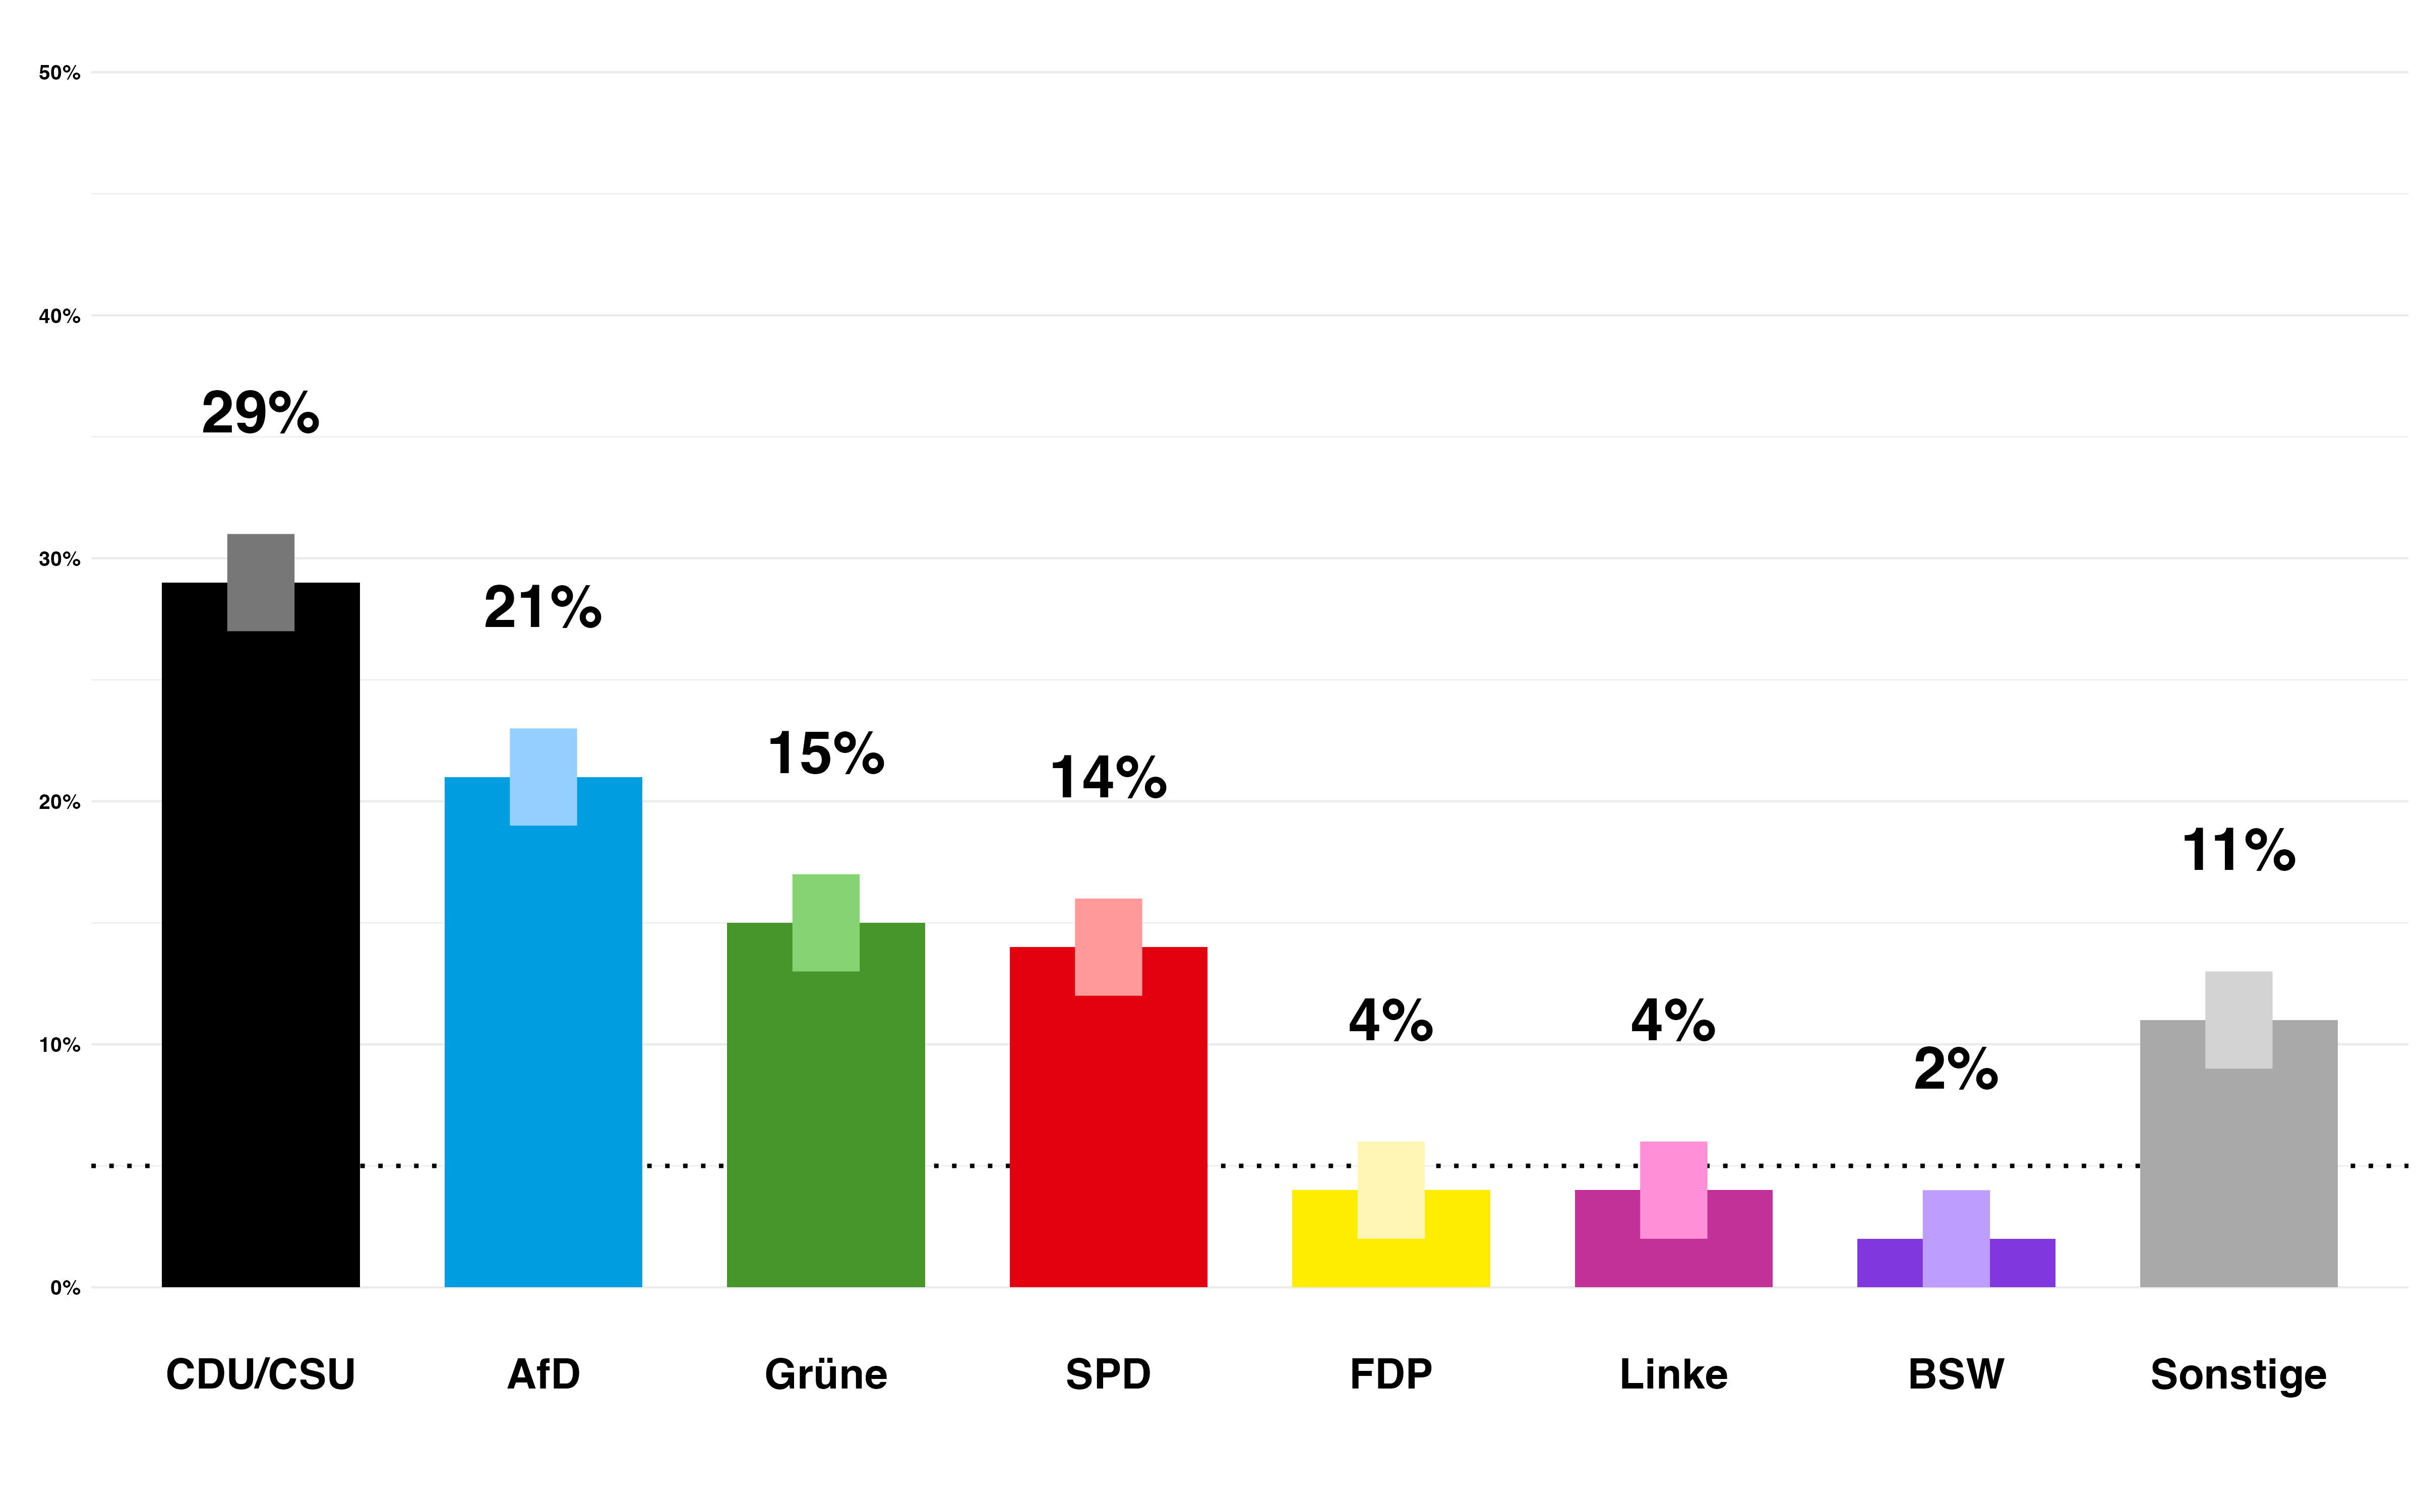 50%
40%
29%
30%
21%
15%
14%
20%
11%
4%
4%
10%
2%
0%
CDU/CSU
AfD
Grüne
SPD
FDP
Linke
BSW
Sonstige